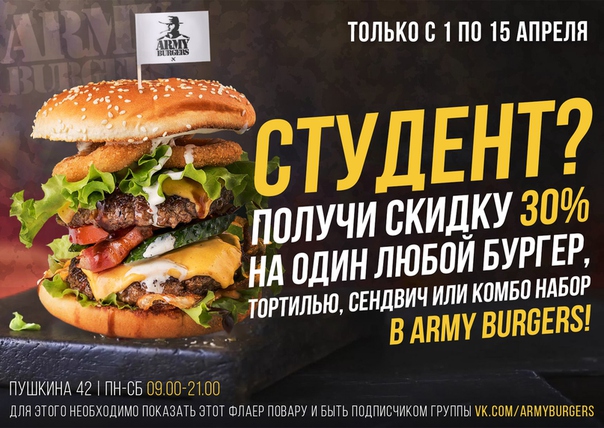 ARMY
BURGERS
ARMY
BURGERS
ТОЛЬКО С 1 ПО 15 АПРЕЛЯ
СТУДЕНТ?
ПОЛУЧИ СКИДКУ 30%
НА ОДИН ЛЮБОЙ БУРГЕР,
ТОРТИЛЬЮ, СЕНДВИЧ ИЛИ КОМБО НАБОР
В ARMY BURGERS!
ПУШКИНА 42 | ПН-СБ 09.00-21.00
ДЛЯ ЭТОГО НЕОБХОДИМО ПОКАЗАТЬ ЭТОТ ФЛАЕР ПОВАРУ И БЫТЬ ПОДПИСЧИКОМ ГРУППЫ VK.COM/ARMYBURGERS